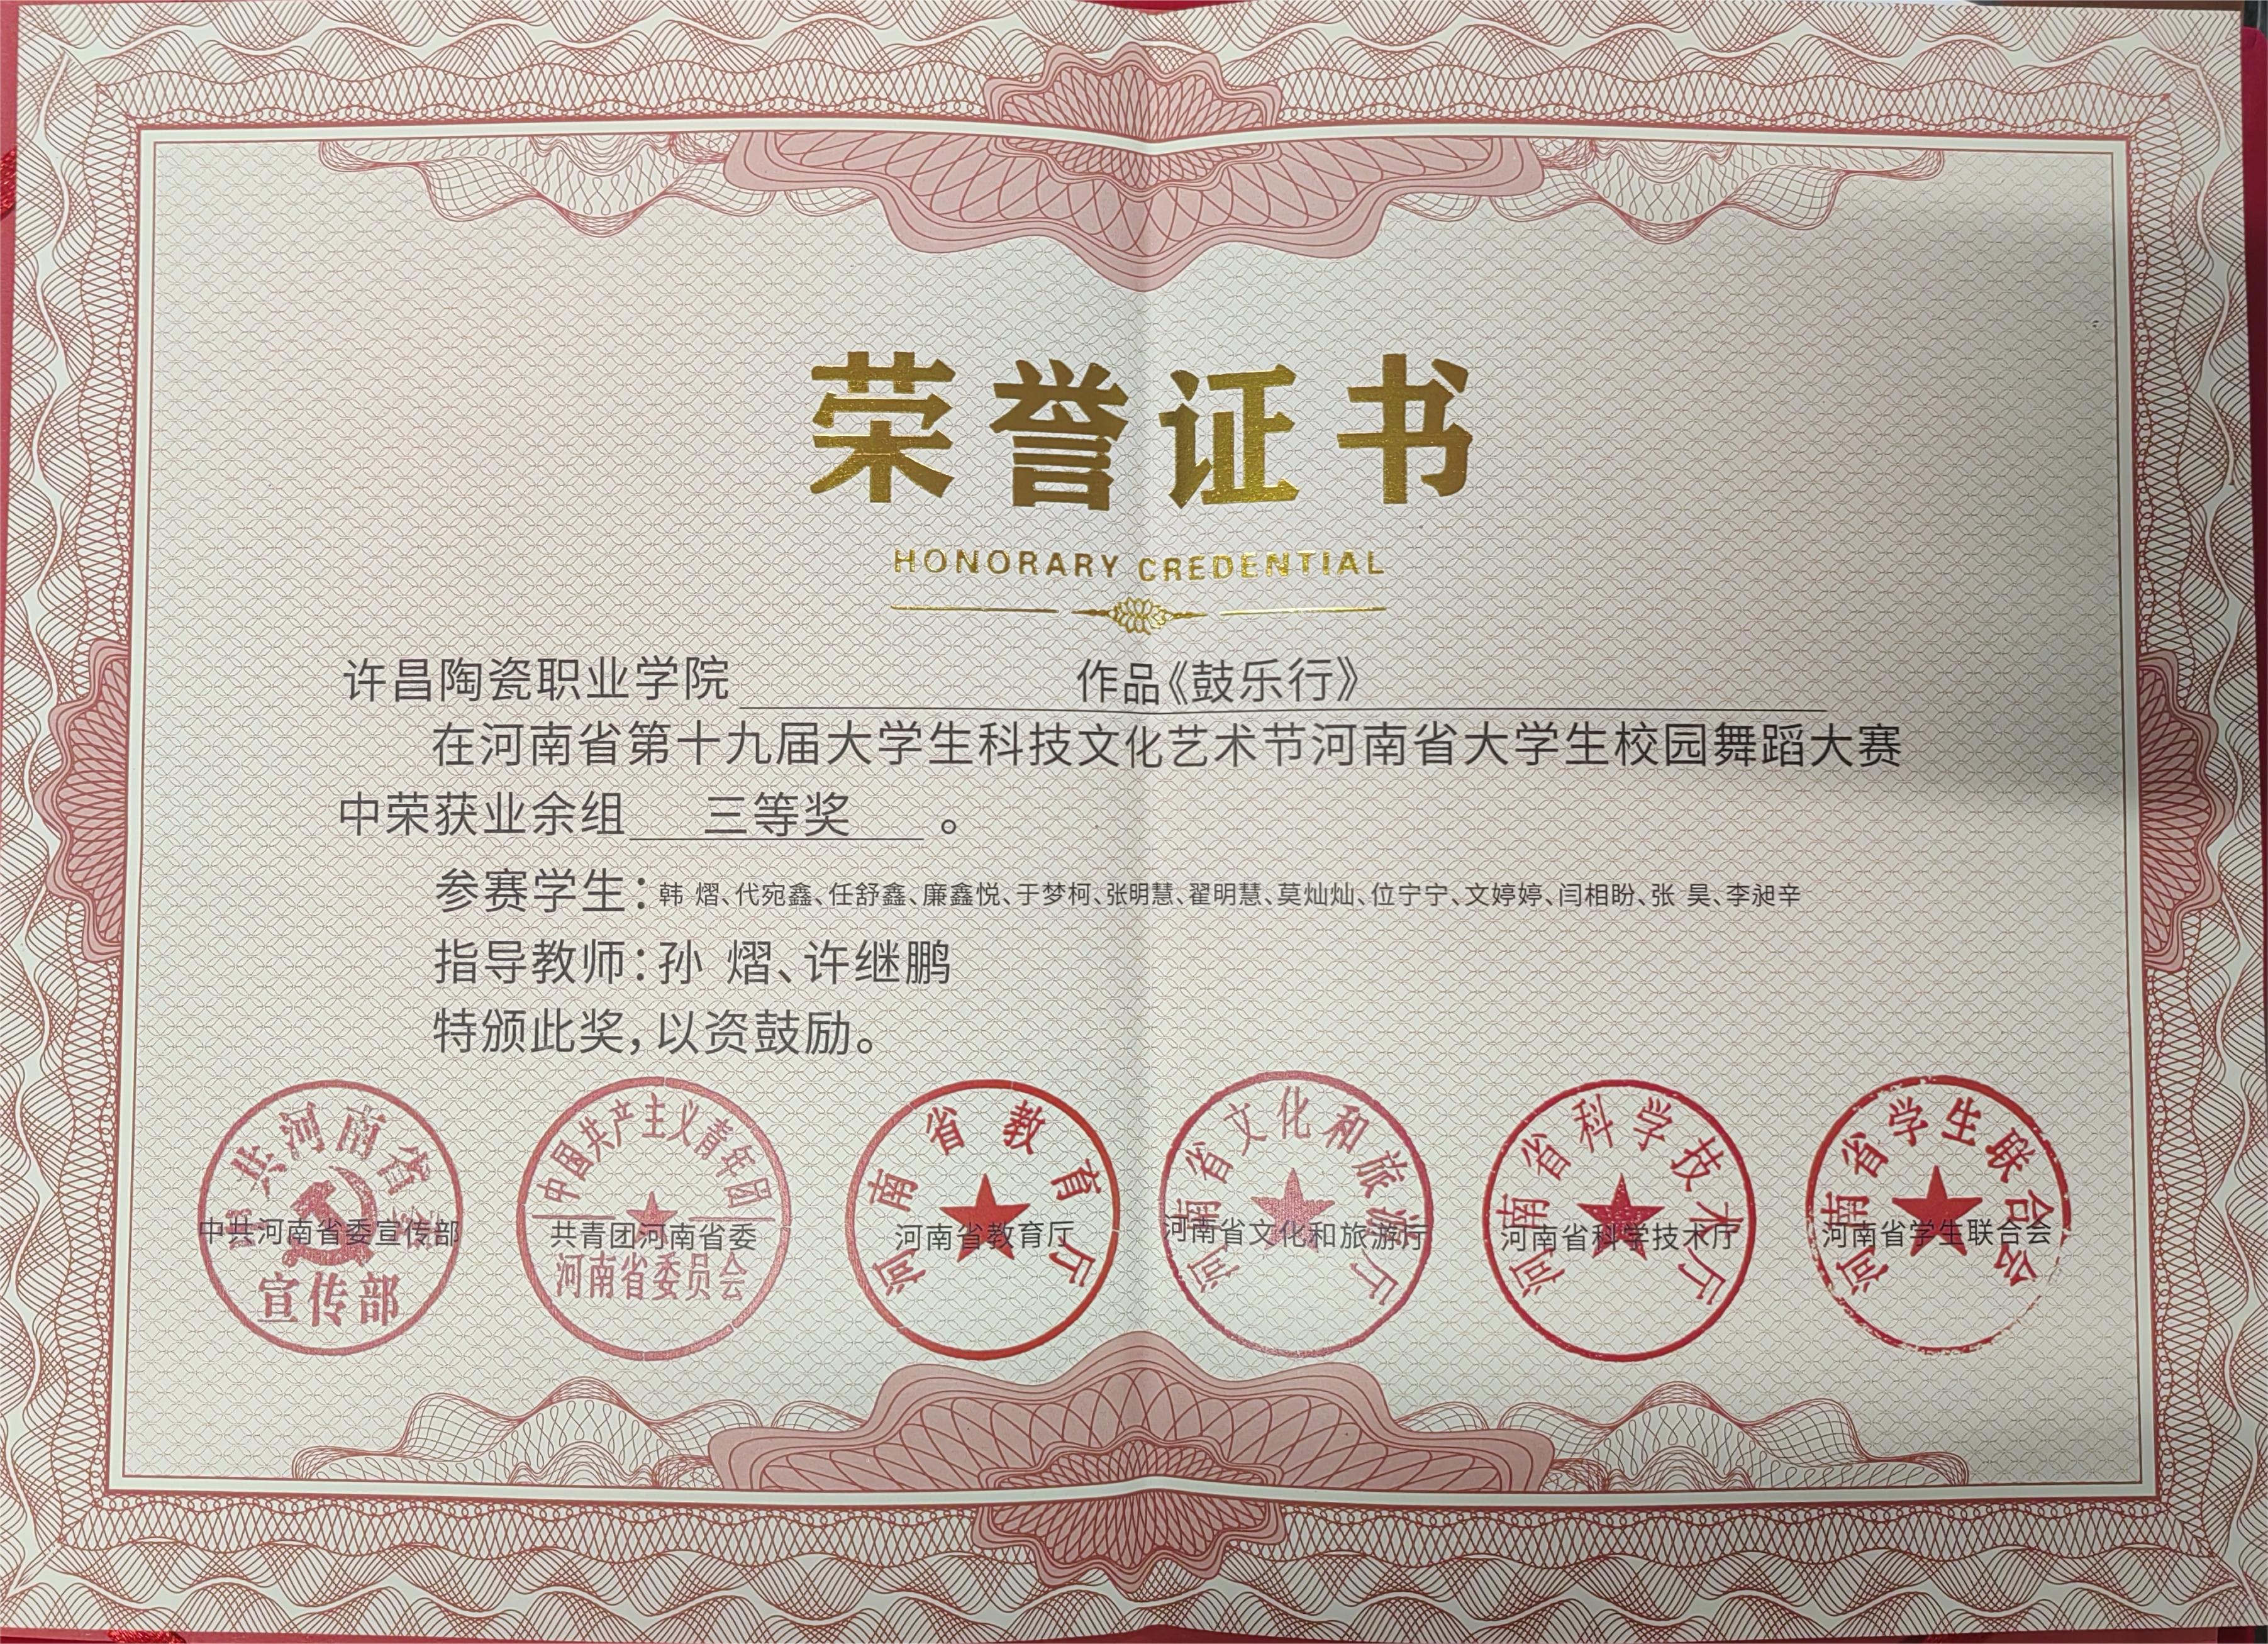 荣誉证书
HONORARY CREDENTIAL
许昌陶瓷职业学院 作品《鼓乐行》
在河南省第十九届大学生科技文化艺术节河南省大学生校园舞蹈大赛
中荣获业余组 三等奖 。
参赛学生：韩 熠、代宛鑫、任舒鑫、廉鑫悦、于梦柯、张明慧、翟明慧、莫灿灿、位宁宁、文婷婷、闫相盼、张 昊、李昶辛
指导教师：孙 熠、许继鹏
特颁此奖，以资鼓励。
中共河南省委宣传部 共青团河南省委 河南省教育厅 河南省文化和旅游厅 河南省科学技术厅 河南省学生联合会
中共河南省委
宣传部
中国共产主义青年团
河南省委员会
河南省教育厅
河南省文化和旅游厅
河南省科学技术厅
河南省学生联合会